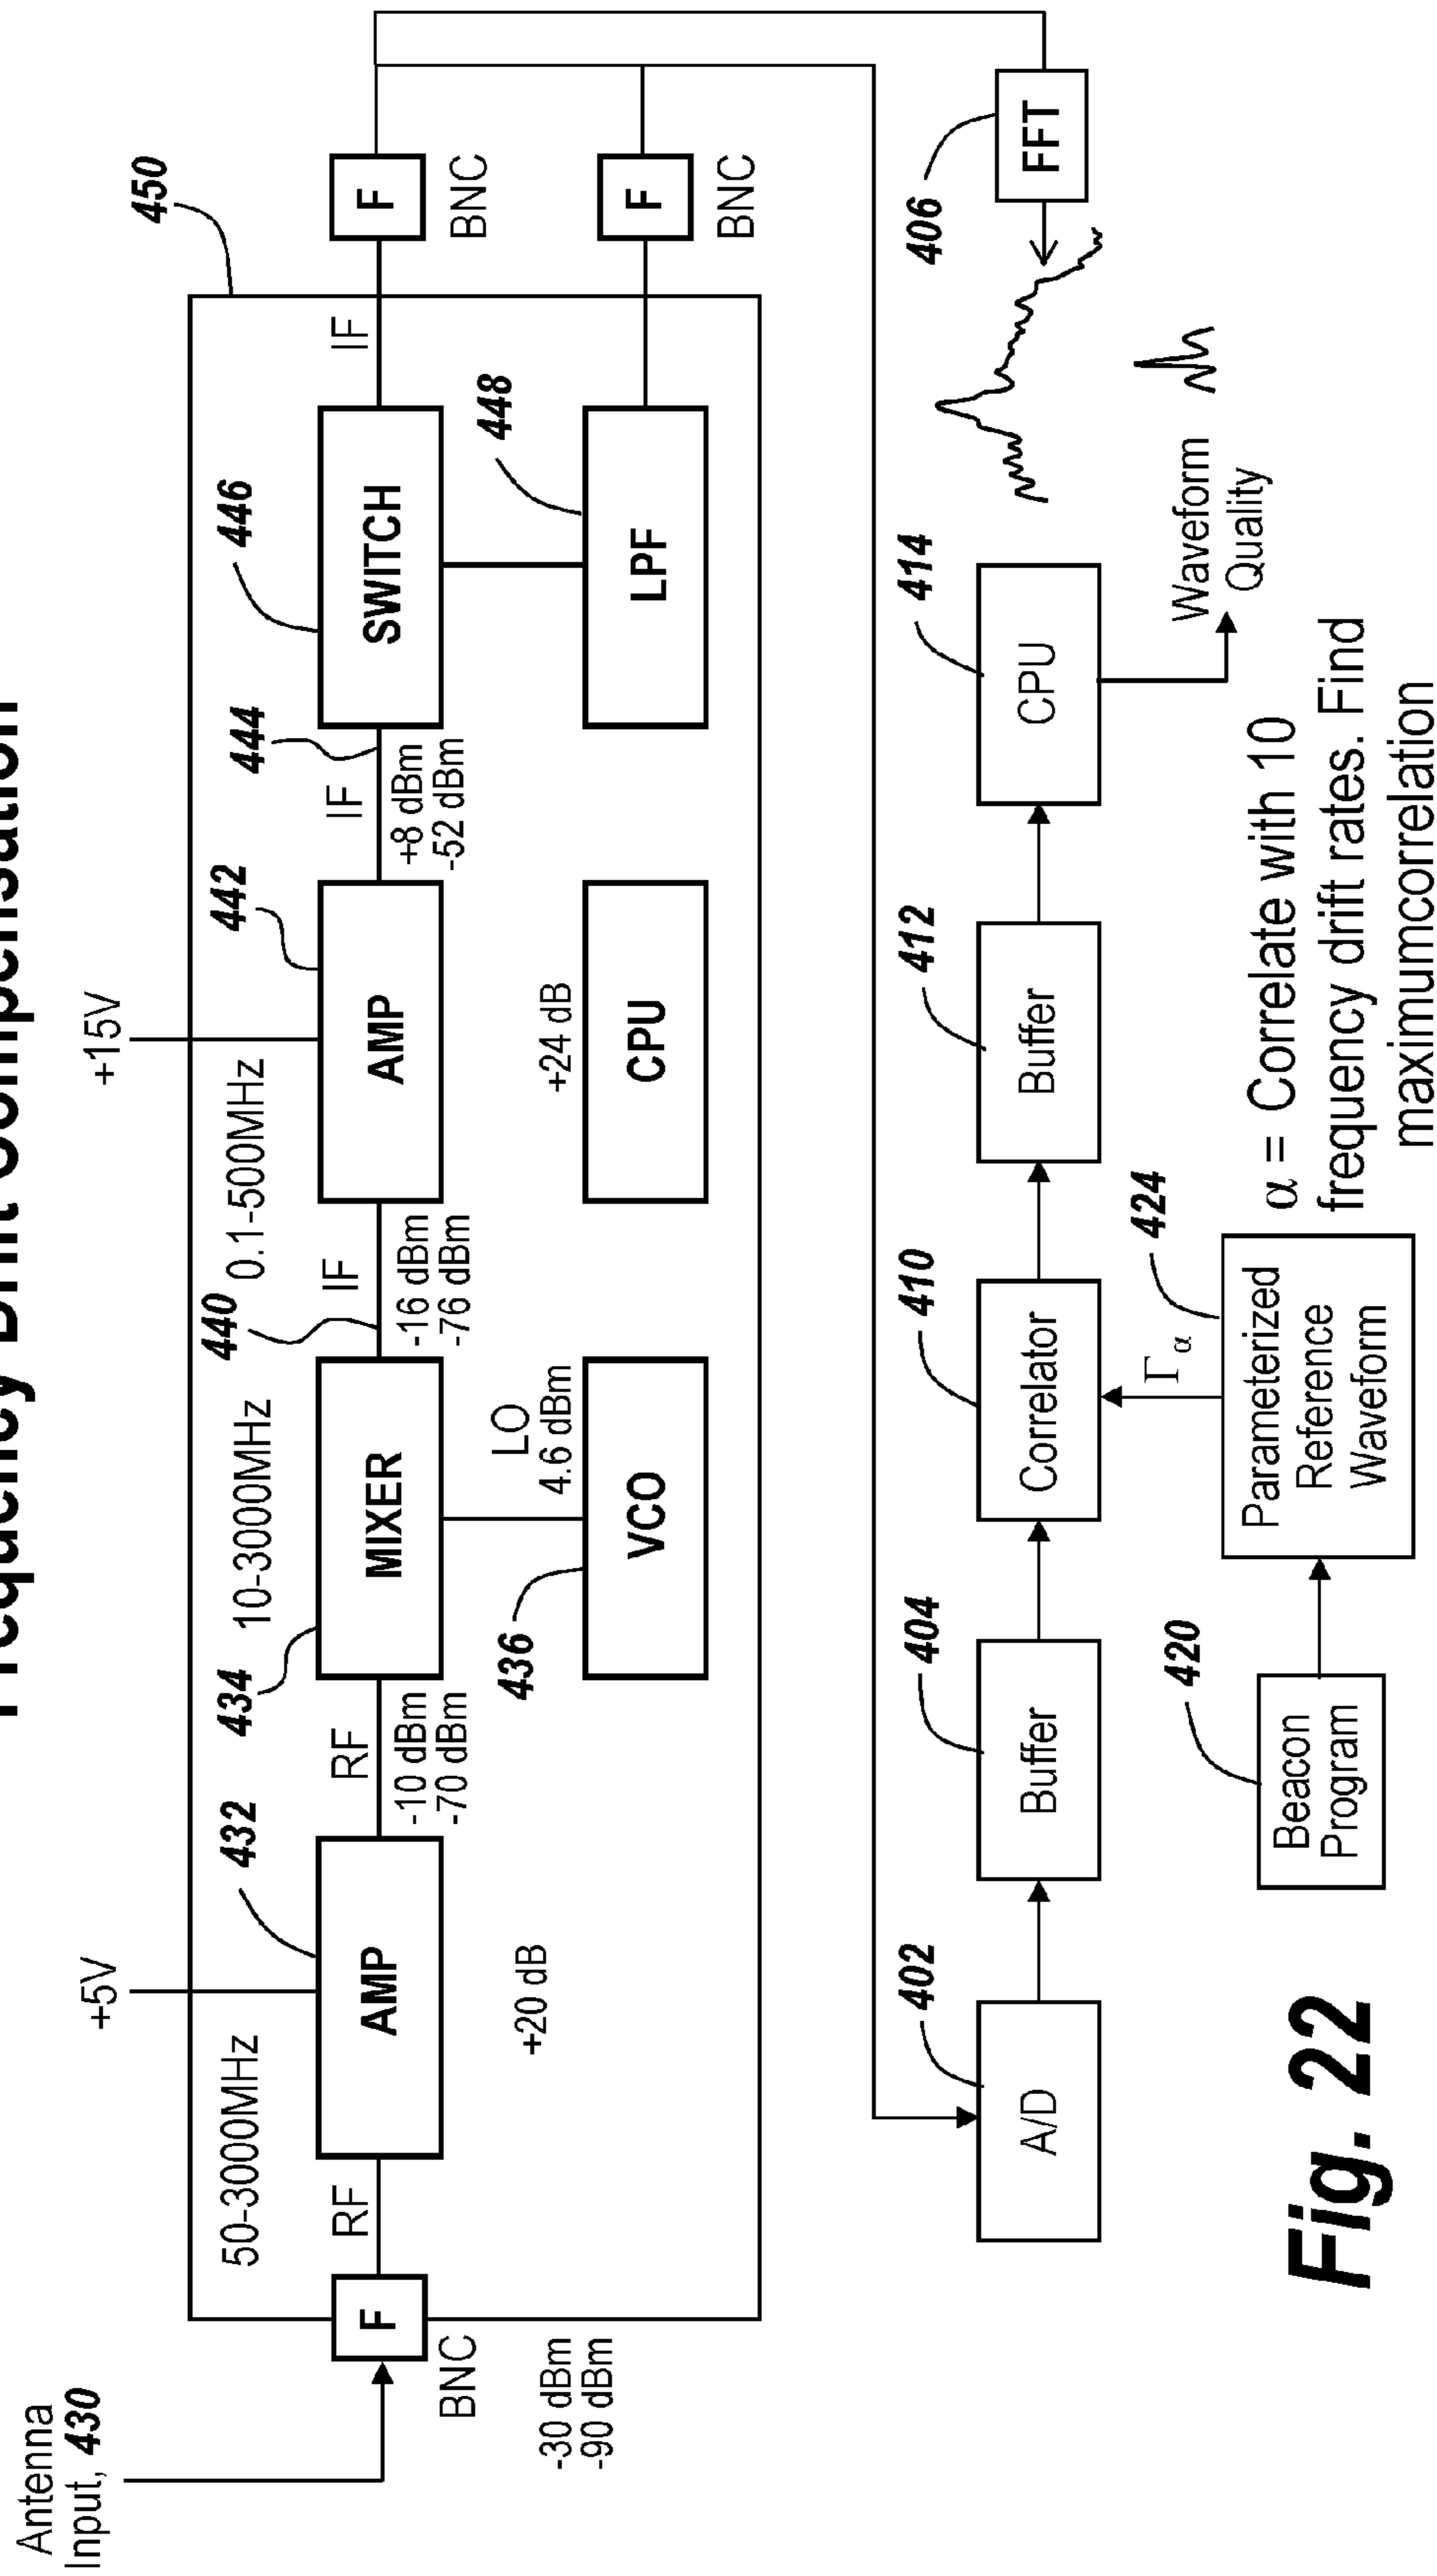 Frequency Drift Compensation
Antenna
Input, 430
F
BNC
-30 dBm
-90 dBm
RF
50-3000MHz
+5V
AMP
432
+20 dB
RF
-10 dBm
-70 dBm
434
10-3000MHz
MIXER
LO
4.6 dBm
436
VCO
440
IF
-16 dBm
-76 dBm
0.1-500MHz
+15V
AMP
442
+24 dB
CPU
444
IF
+8 dBm
-52 dBm
446
SWITCH
448
LPF
IF
450
F
BNC
F
BNC
402
A/D
404
Buffer
410
Correlator
412
Buffer
414
CPU
Waveform
Quality
406
FFT
420
Beacon
Program
424
Parameterized
Reference
Waveform
Γα
α = Correlate with 10
frequency drift rates. Find
maximumcorrelation
Fig. 22